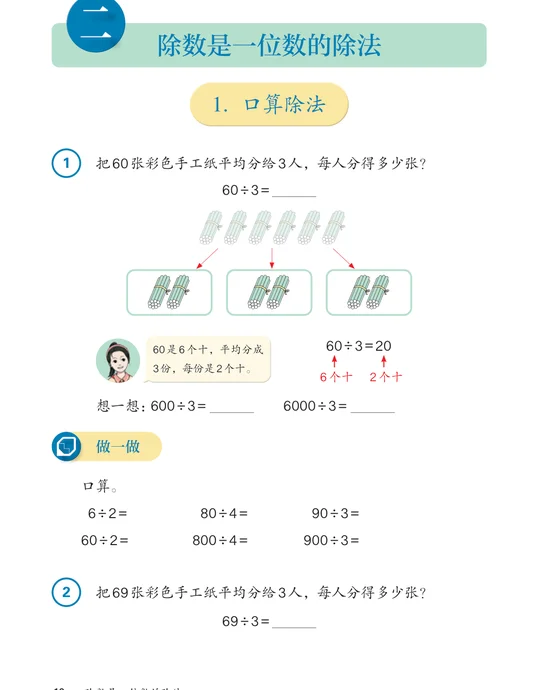 二
除数是一位数的除法
1. 口算除法
1 把60张彩色手工纸平均分给3人，每人分得多少张？
60÷3=______
60是6个十，平均分成
3份，每份是2个十。
60÷3=20
6个十 2个十
想一想：600÷3=______ 6000÷3=______
做一做
口算。
6÷2= 80÷4= 90÷3=
60÷2= 800÷4= 900÷3=
2 把69张彩色手工纸平均分给3人，每人分得多少张？
69÷3=______